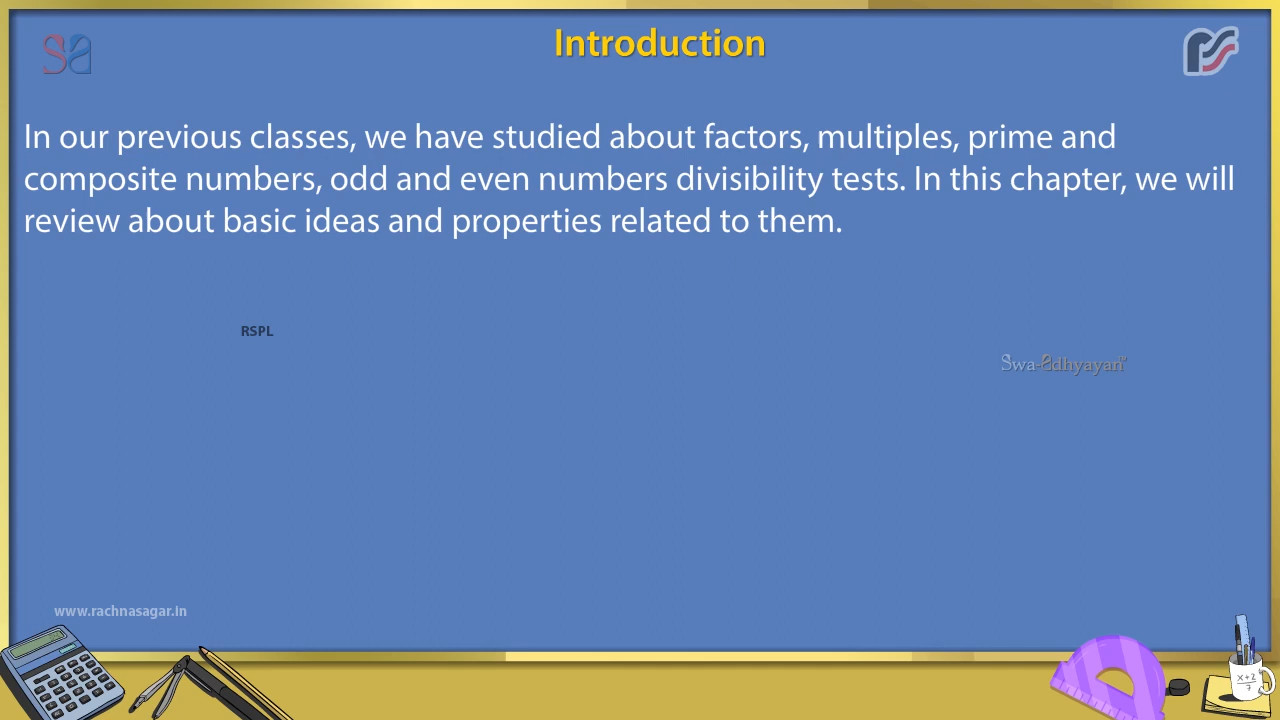 Introduction
In our previous classes, we have studied about factors, multiples, prime and
composite numbers, odd and even numbers divisibility tests. In this chapter, we will
review about basic ideas and properties related to them.
RSPL
Swa-adhyayan
www.rachnasagar.in
x+2
7